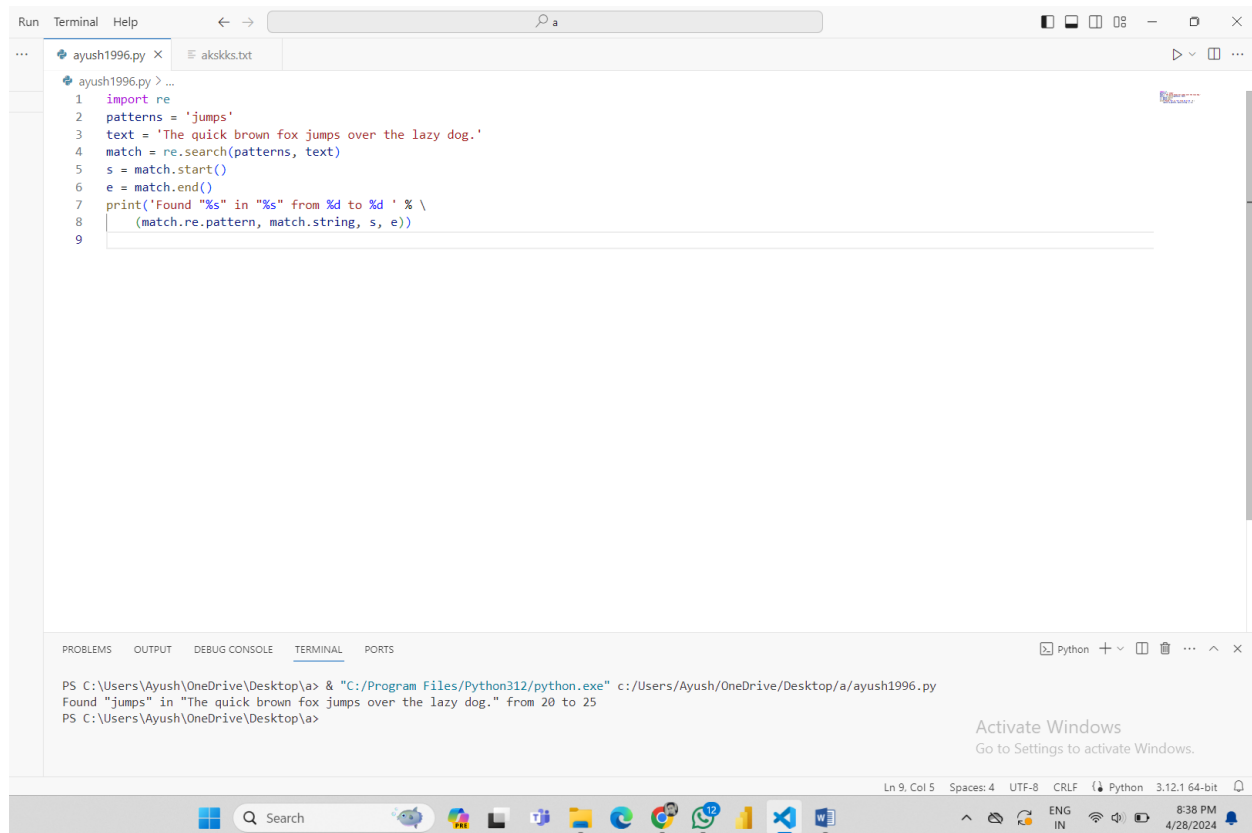 Run Terminal Help ← → a
ayush1996.py × akskks.txt
ayush1996.py > ...
1 import re
2 patterns = 'jumps'
3 text = 'The quick brown fox jumps over the lazy dog.'
4 match = re.search(patterns, text)
5 s = match.start()
6 e = match.end()
7 print('Found "%s" in "%s" from %d to %d ' % \
8     (match.re.pattern, match.string, s, e))
9
PROBLEMS OUTPUT DEBUG CONSOLE TERMINAL PORTS Python
PS C:\Users\Ayush\OneDrive\Desktop\a> & "C:/Program Files/Python312/python.exe" c:/Users/Ayush/OneDrive/Desktop/a/ayush1996.py
Found "jumps" in "The quick brown fox jumps over the lazy dog." from 20 to 25
PS C:\Users\Ayush\OneDrive\Desktop\a>
Activate Windows
Go to Settings to activate Windows.
Ln 9, Col 5 Spaces: 4 UTF-8 CRLF Python 3.12.1 64-bit
Search PRE 12 ENG 8:38 PM
IN 4/28/2024